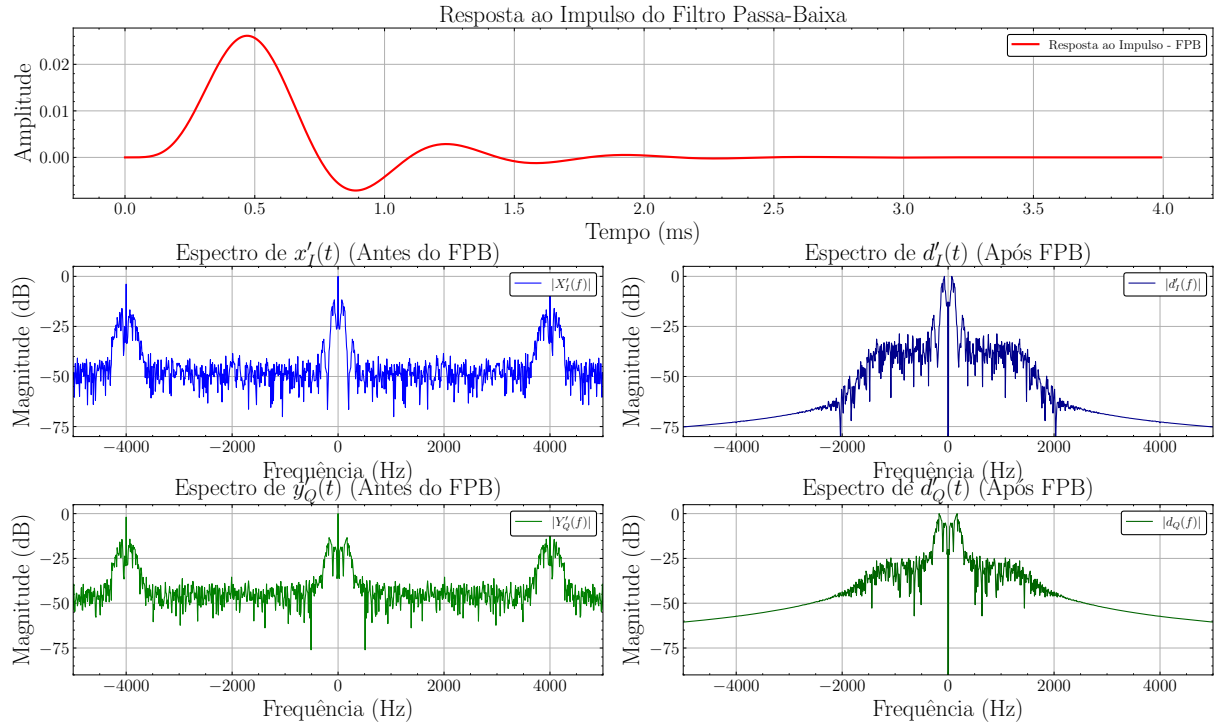 Resposta ao Impulso do Filtro Passa-Baixa
Resposta ao Impulso - FPB
Amplitude
0.02
0.01
0.00
0.0 0.5 1.0 1.5 2.0 2.5 3.0 3.5 4.0
Tempo (ms)
Espectro de x′_I(t) (Antes do FPB)
|X′_I(f)|
Magnitude (dB)
0
−25
−50
−75
−4000 −2000 0 2000 4000
Frequência (Hz)
Espectro de d′_I(t) (Após FPB)
|d′_I(f)|
Magnitude (dB)
0
−25
−50
−75
−4000 −2000 0 2000 4000
Frequência (Hz)
Espectro de y′_Q(t) (Antes do FPB)
|Y′_Q(f)|
Magnitude (dB)
0
−25
−50
−75
−4000 −2000 0 2000 4000
Frequência (Hz)
Espectro de d′_Q(t) (Após FPB)
|d_Q(f)|
Magnitude (dB)
0
−25
−50
−75
−4000 −2000 0 2000 4000
Frequência (Hz)